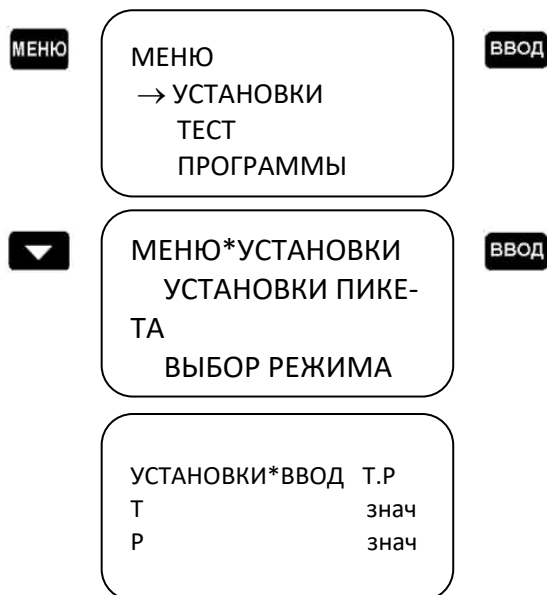 МЕНЮ
МЕНЮ
→ УСТАНОВКИ
ТЕСТ
ПРОГРАММЫ
ВВОД
МЕНЮ*УСТАНОВКИ
УСТАНОВКИ ПИКЕ-
ТА
ВЫБОР РЕЖИМА
ВВОД
УСТАНОВКИ*ВВОД Т.Р
Т знач
Р знач